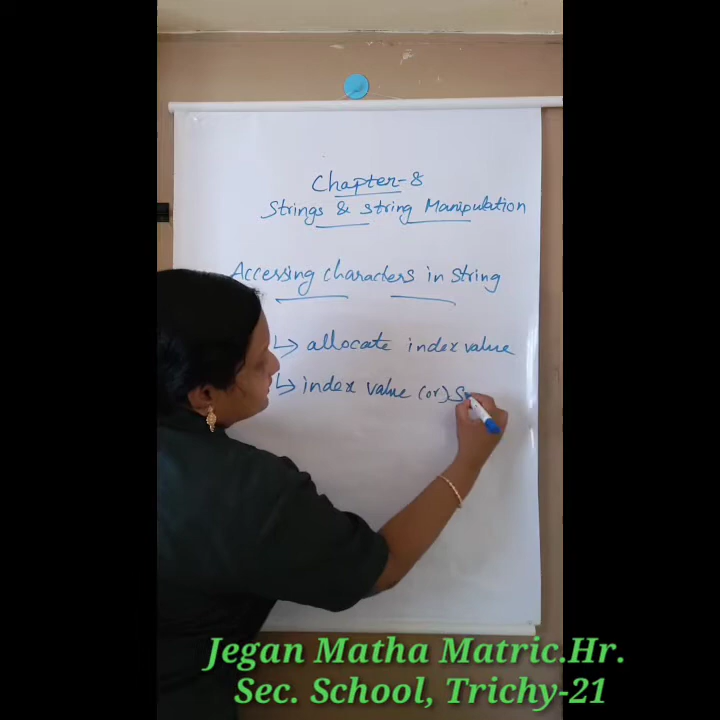 Chapter-8
Strings & String Manipulation
Accessing characters in string
↳ allocate index value
↳ index value (or) S
Jegan Matha Matric.Hr.
Sec. School, Trichy-21